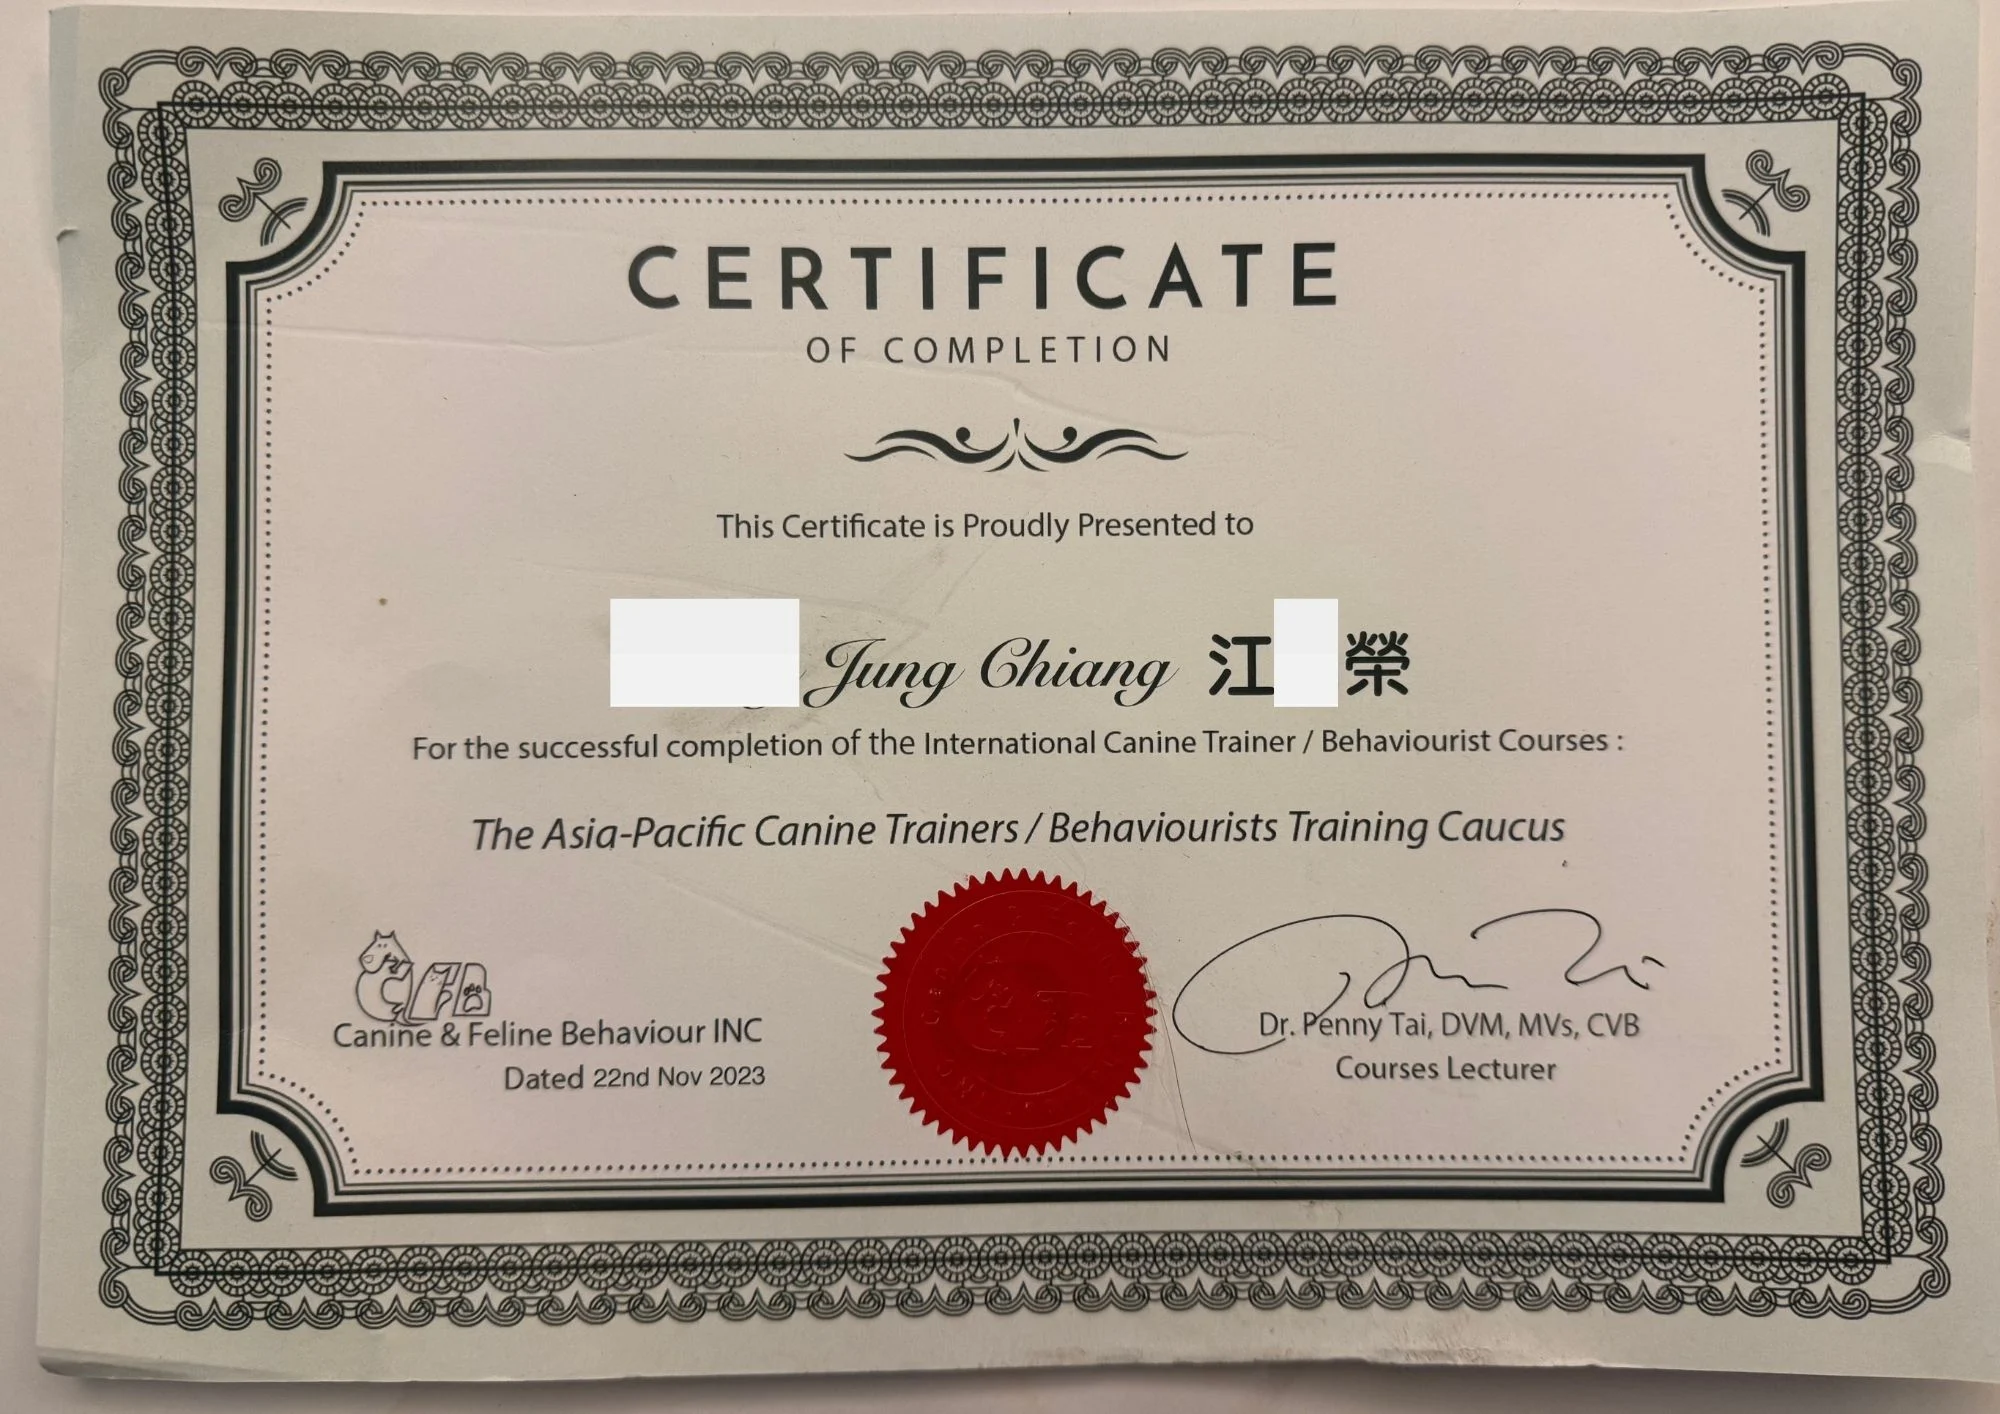 CERTIFICATE
OF COMPLETION
This Certificate is Proudly Presented to
Jung Chiang 江 榮
For the successful completion of the International Canine Trainer / Behaviourist Courses :
The Asia-Pacific Canine Trainers / Behaviourists Training Caucus
Canine & Feline Behaviour INC
Dated 22nd Nov 2023
Dr. Penny Tai, DVM, MVs, CVB
Courses Lecturer